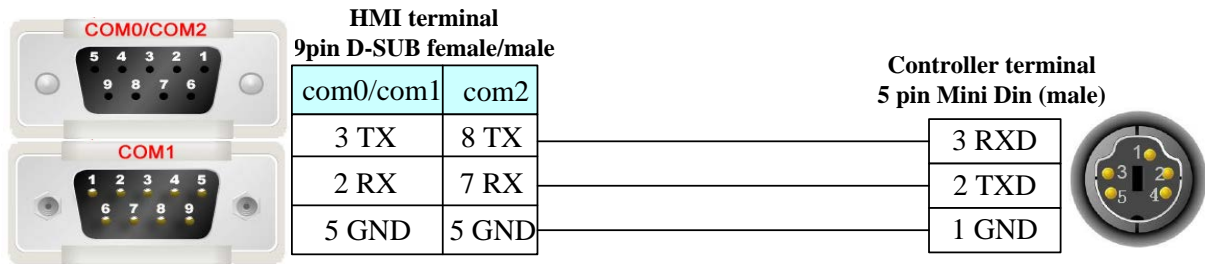 COM0/COM2
5 4 3 2 1
9 8 7 6
COM1
1 2 3 4 5
6 7 8 9
HMI terminal
9pin D-SUB female/male
com0/com1 com2
3 TX 8 TX
2 RX 7 RX
5 GND 5 GND
Controller terminal
5 pin Mini Din (male)
3 RXD
2 TXD
1 GND
1
3 2
5 4